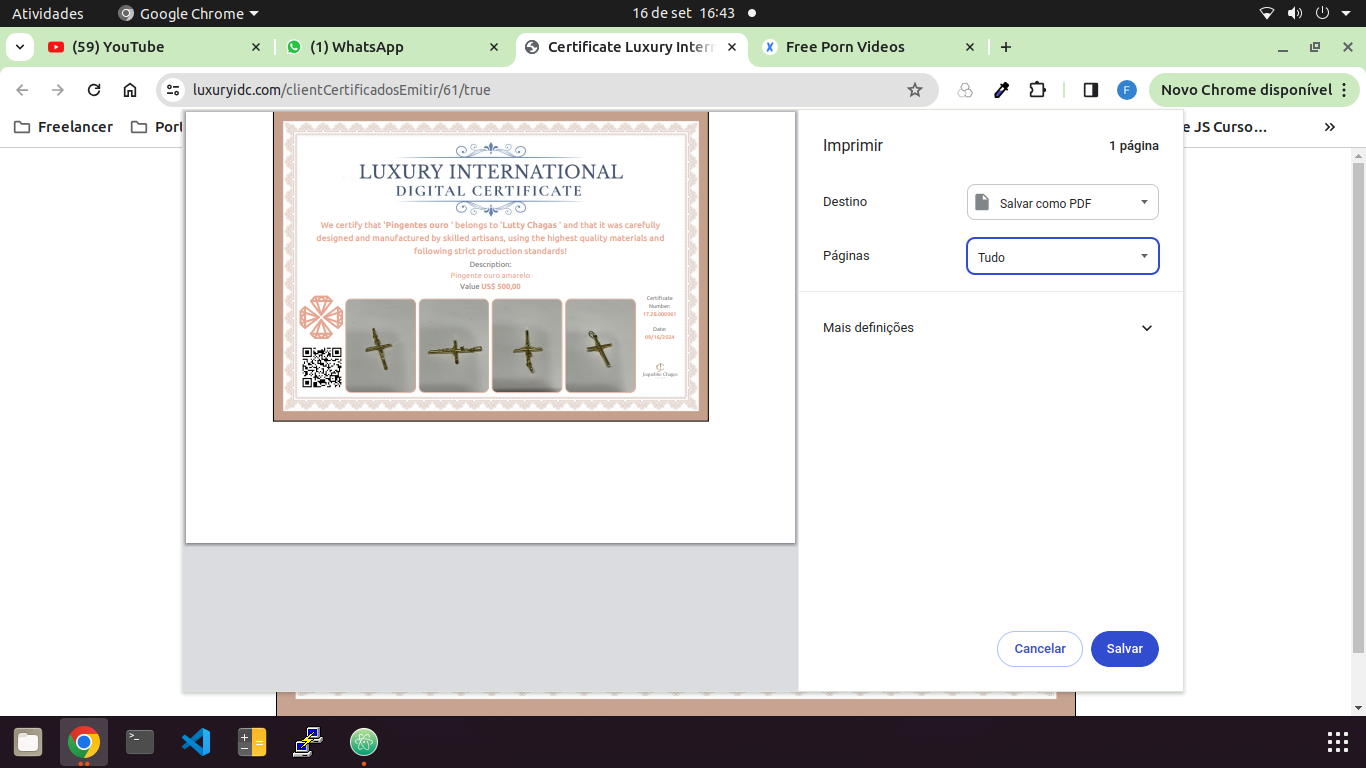 Atividades
Google Chrome
16 de set 16:43
(59) YouTube
(1) WhatsApp
Certificate Luxury Intern
Free Porn Videos
luxuryidc.com/clientCertificadosEmitir/61/true
F
Novo Chrome disponível
Freelancer
Port
e JS Curso...
LUXURY INTERNATIONAL
DIGITAL CERTIFICATE
We certify that 'Pingentes ouro ' belongs to 'Lutty Chagas ' and that it was carefully
designed and manufactured by skilled artisans, using the highest quality materials and
following strict production standards!
Description:
Pingente ouro amarelo
Value US$ 500,00
Certificate
Number:
17.28.000061
Date:
09/16/2024
Imprimir
1 página
Destino
Salvar como PDF
Páginas
Tudo
Mais definições
Cancelar
Salvar